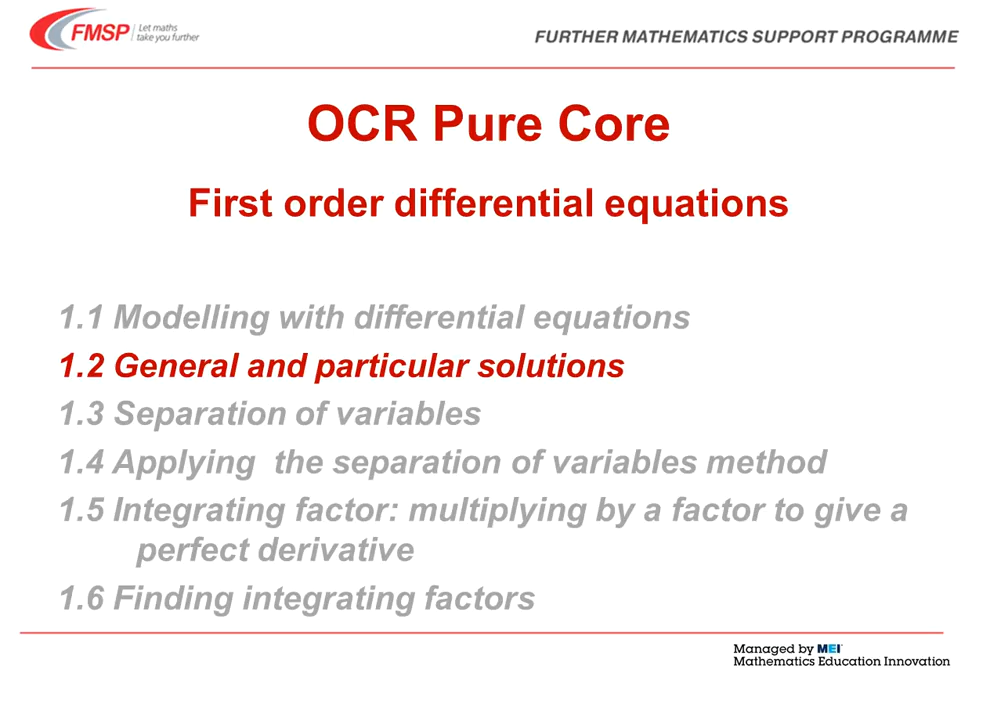 FMSP Let maths
take you further
FURTHER MATHEMATICS SUPPORT PROGRAMME
OCR Pure Core
First order differential equations
1.1 Modelling with differential equations
1.2 General and particular solutions
1.3 Separation of variables
1.4 Applying  the separation of variables method
1.5 Integrating factor: multiplying by a factor to give a
perfect derivative
1.6 Finding integrating factors
Managed by MEI
Mathematics Education Innovation